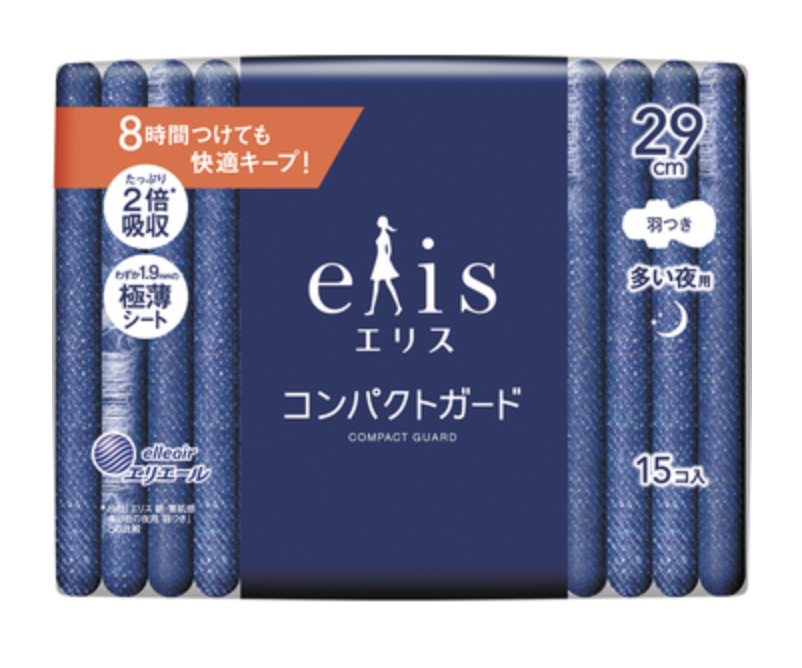 8時間つけても
快適キープ!
たっぷり
2倍*
吸収
わずか1.9mmの
極薄
シート
elis
エリス
コンパクトガード
COMPACT GUARD
29
cm
羽つき
多い夜用
15コ入
elleair
エリエール